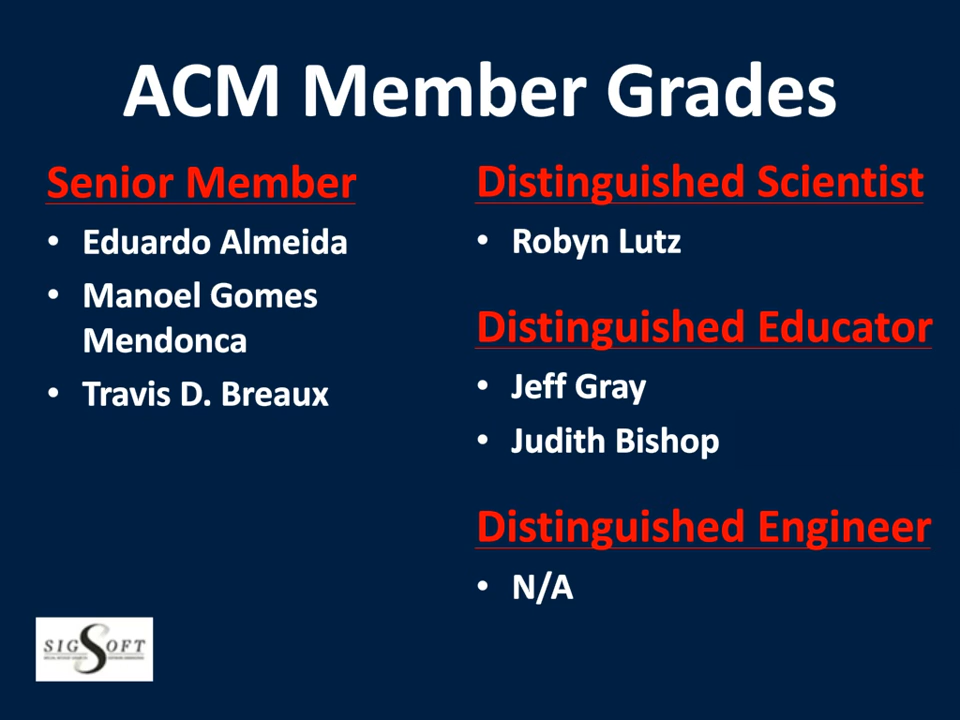 ACM Member Grades
Senior Member
• Eduardo Almeida
• Manoel Gomes
Mendonca
• Travis D. Breaux
Distinguished Scientist
• Robyn Lutz
Distinguished Educator
• Jeff Gray
• Judith Bishop
Distinguished Engineer
• N/A
SIGSOFT